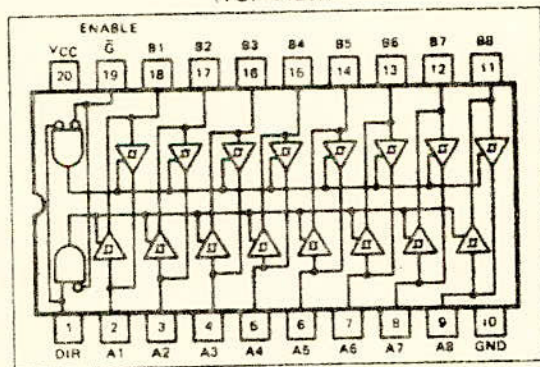 ENABLE
VCC G̅ B1 B2 B3 B4 B5 B6 B7 B8
20 19 18 17 16 15 14 13 12 11
1 2 3 4 5 6 7 8 9 10
DIR A1 A2 A3 A4 A5 A6 A7 A8 GND